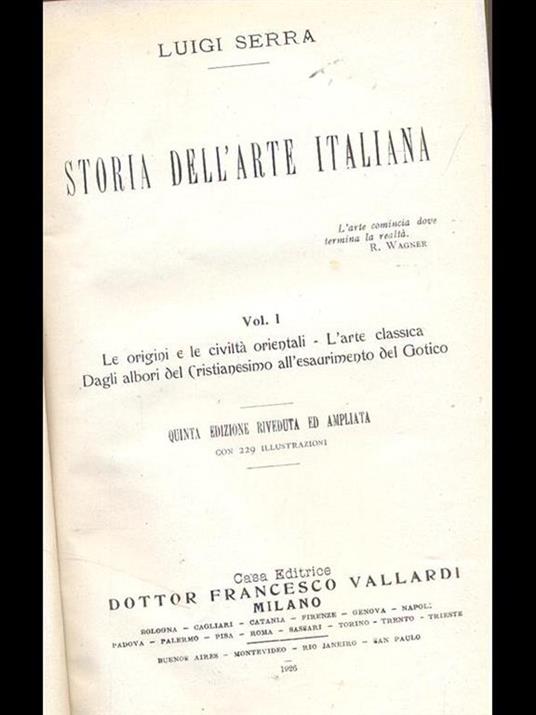 LUIGI SERRA
STORIA DELL'ARTE ITALIANA
L'arte comincia dove
termina la realtà.
R. WAGNER
Vol. I
Le origini e le civiltà orientali - L'arte classica
Dagli albori del Cristianesimo all'esaurimento del Gotico
QUINTA EDIZIONE RIVEDUTA ED AMPLIATA
CON 229 ILLUSTRAZIONI
Casa Editrice
DOTTOR FRANCESCO VALLARDI
MILANO
BOLOGNA - CAGLIARI - CATANIA - FIRENZE - GENOVA - NAPOLI
PADOVA - PALERMO - PISA - ROMA - SASSARI - TORINO - TRENTO - TRIESTE
BUENOS AIRES - MONTEVIDEO - RIO JANEIRO - SAN PAULO
1926